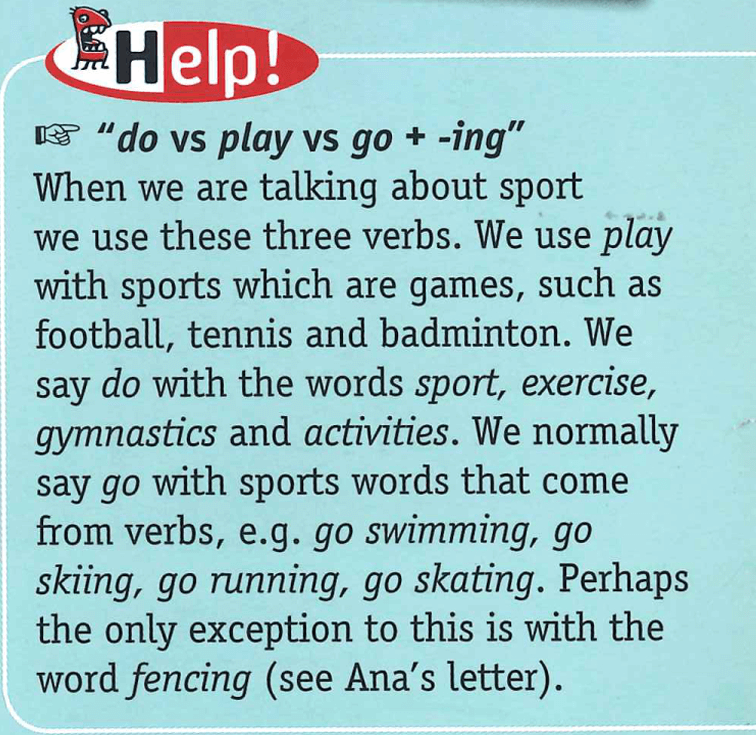 Help!
☞ "do vs play vs go + -ing"
When we are talking about sport
we use these three verbs. We use play
with sports which are games, such as
football, tennis and badminton. We
say do with the words sport, exercise,
gymnastics and activities. We normally
say go with sports words that come
from verbs, e.g. go swimming, go
skiing, go running, go skating. Perhaps
the only exception to this is with the
word fencing (see Ana's letter).